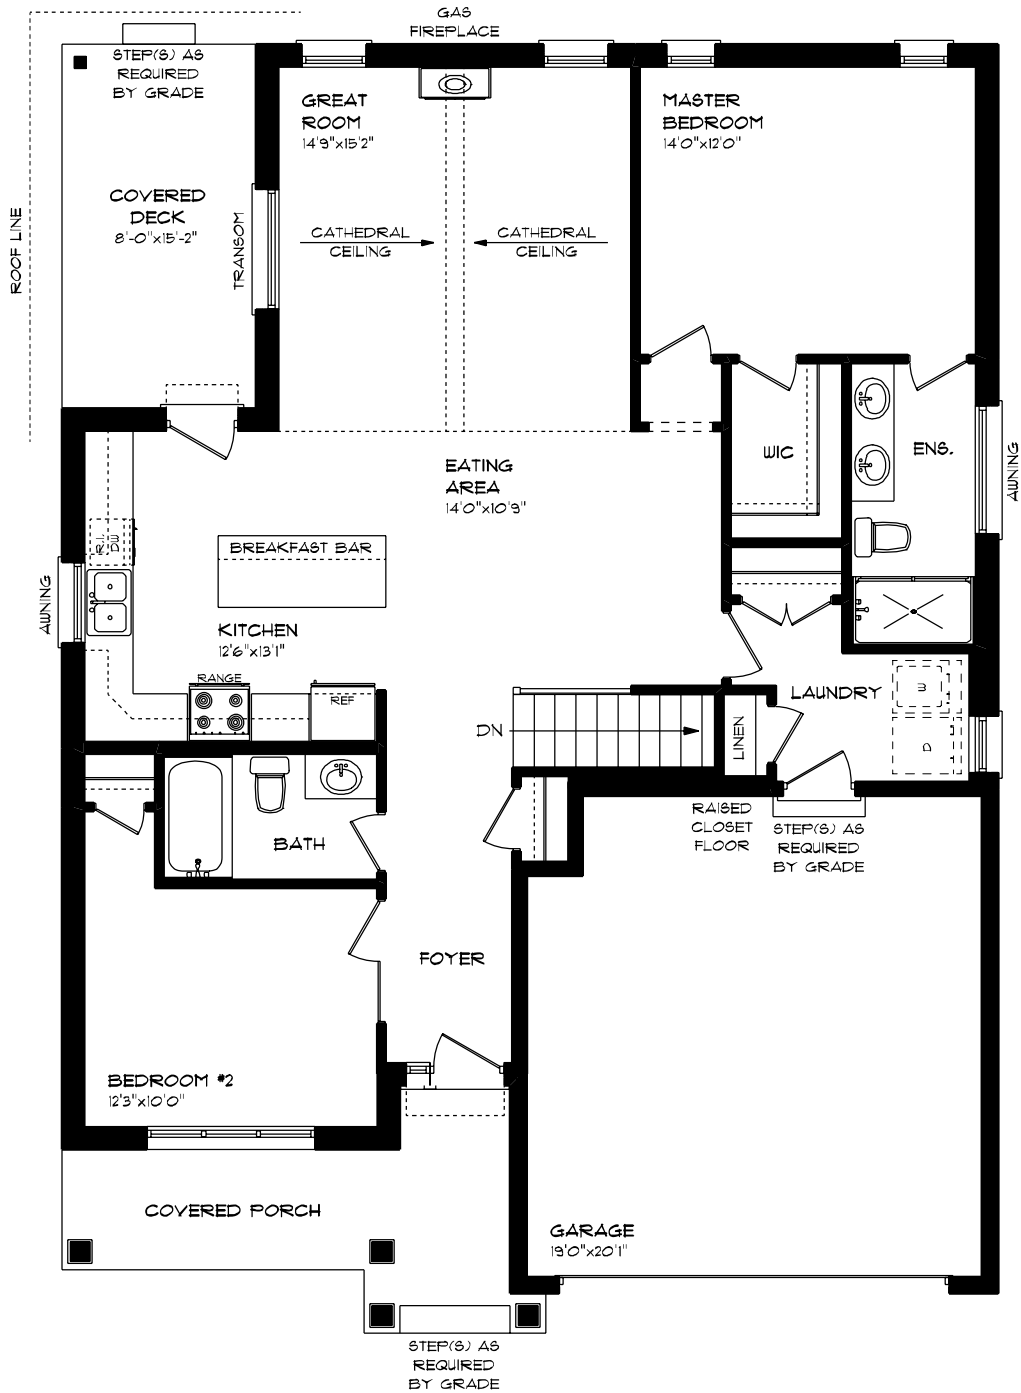 GAS
FIREPLACE
STEP(S) AS
REQUIRED
BY GRADE
GREAT
ROOM
14'9"x15'2"
MASTER
BEDROOM
14'0"x12'0"
COVERED
DECK
8'-0"x15'-2"
ROOF LINE
TRANSOM
CATHEDRAL
CEILING
CATHEDRAL
CEILING
EATING
AREA
14'0"x10'9"
WIC
ENS.
AWNING
R.I.
DW
BREAKFAST BAR
AWNING
KITCHEN
12'6"x13'1"
RANGE
REF
DN
LINEN
LAUNDRY
W
D
BATH
RAISED
CLOSET
FLOOR
STEP(S) AS
REQUIRED
BY GRADE
FOYER
BEDROOM #2
12'3"x10'0"
COVERED PORCH
GARAGE
19'0"x20'1"
STEP(S) AS
REQUIRED
BY GRADE